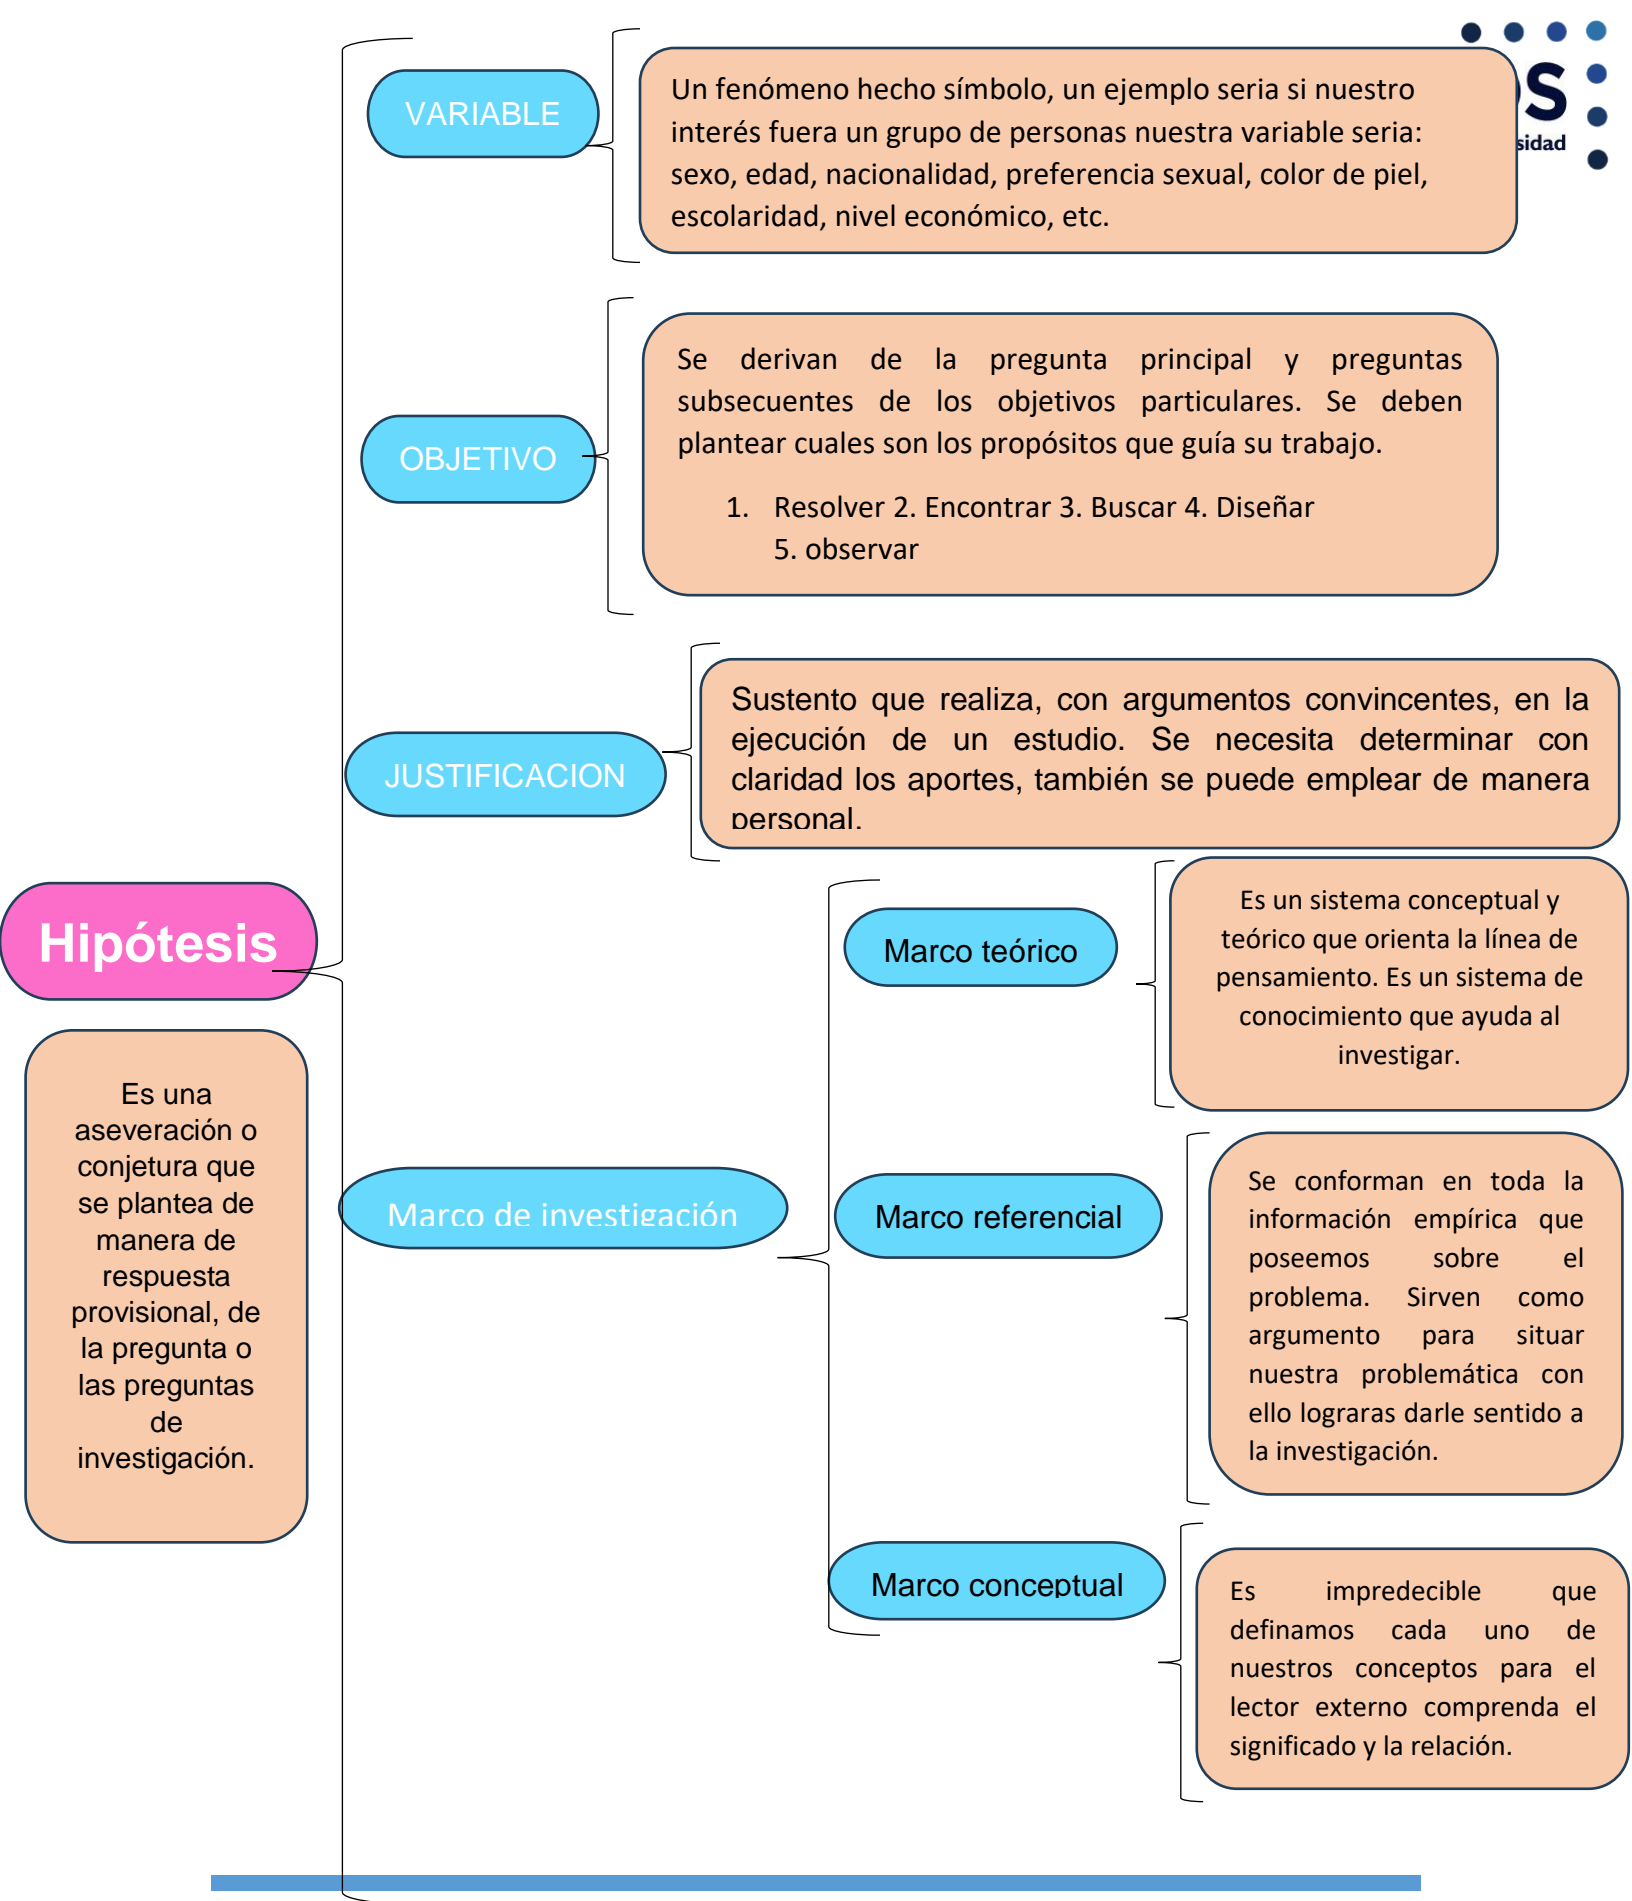 VARIABLE
Un fenómeno hecho símbolo, un ejemplo seria si nuestro
interés fuera un grupo de personas nuestra variable seria:
sexo, edad, nacionalidad, preferencia sexual, color de piel,
escolaridad, nivel económico, etc.
sidad
OBJETIVO
Se derivan de la pregunta principal y preguntas
subsecuentes de los objetivos particulares. Se deben
plantear cuales son los propósitos que guía su trabajo.
1. Resolver 2. Encontrar 3. Buscar 4. Diseñar
5. observar
JUSTIFICACION
Sustento que realiza, con argumentos convincentes, en la
ejecución de un estudio. Se necesita determinar con
claridad los aportes, también se puede emplear de manera
personal.
Hipótesis
Es una
aseveración o
conjetura que
se plantea de
manera de
respuesta
provisional, de
la pregunta o
las preguntas
de
investigación.
Marco de investigación
Marco teórico
Es un sistema conceptual y
teórico que orienta la línea de
pensamiento. Es un sistema de
conocimiento que ayuda al
investigar.
Marco referencial
Se conforman en toda la
información empírica que
poseemos sobre el
problema. Sirven como
argumento para situar
nuestra problemática con
ello lograras darle sentido a
la investigación.
Marco conceptual
Es impredecible que
definamos cada uno de
nuestros conceptos para el
lector externo comprenda el
significado y la relación.